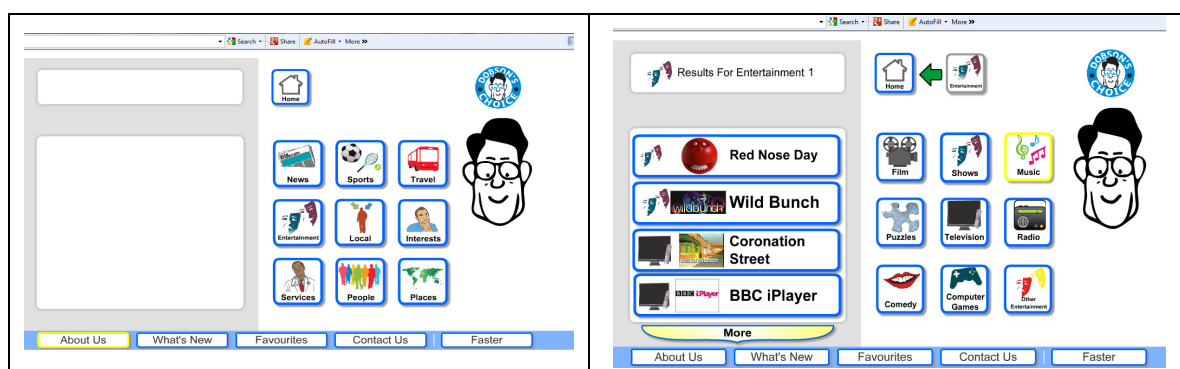 Search
Share
AutoFill
More
Home
DOBSON'S CHOICE
News
Sports
Travel
Entertainment
Local
Interests
Services
People
Places
About Us
What's New
Favourites
Contact Us
Faster
Search
Share
AutoFill
More
Results For Entertainment 1
Home
Entertainment
DOBSON'S CHOICE
Red Nose Day
wildbunch
Wild Bunch
Coronation
Street
BBC iPlayer
BBC iPlayer
More
Film
Shows
Music
Puzzles
Television
Radio
Comedy
Computer
Games
Other
Entertainment
About Us
What's New
Favourites
Contact Us
Faster